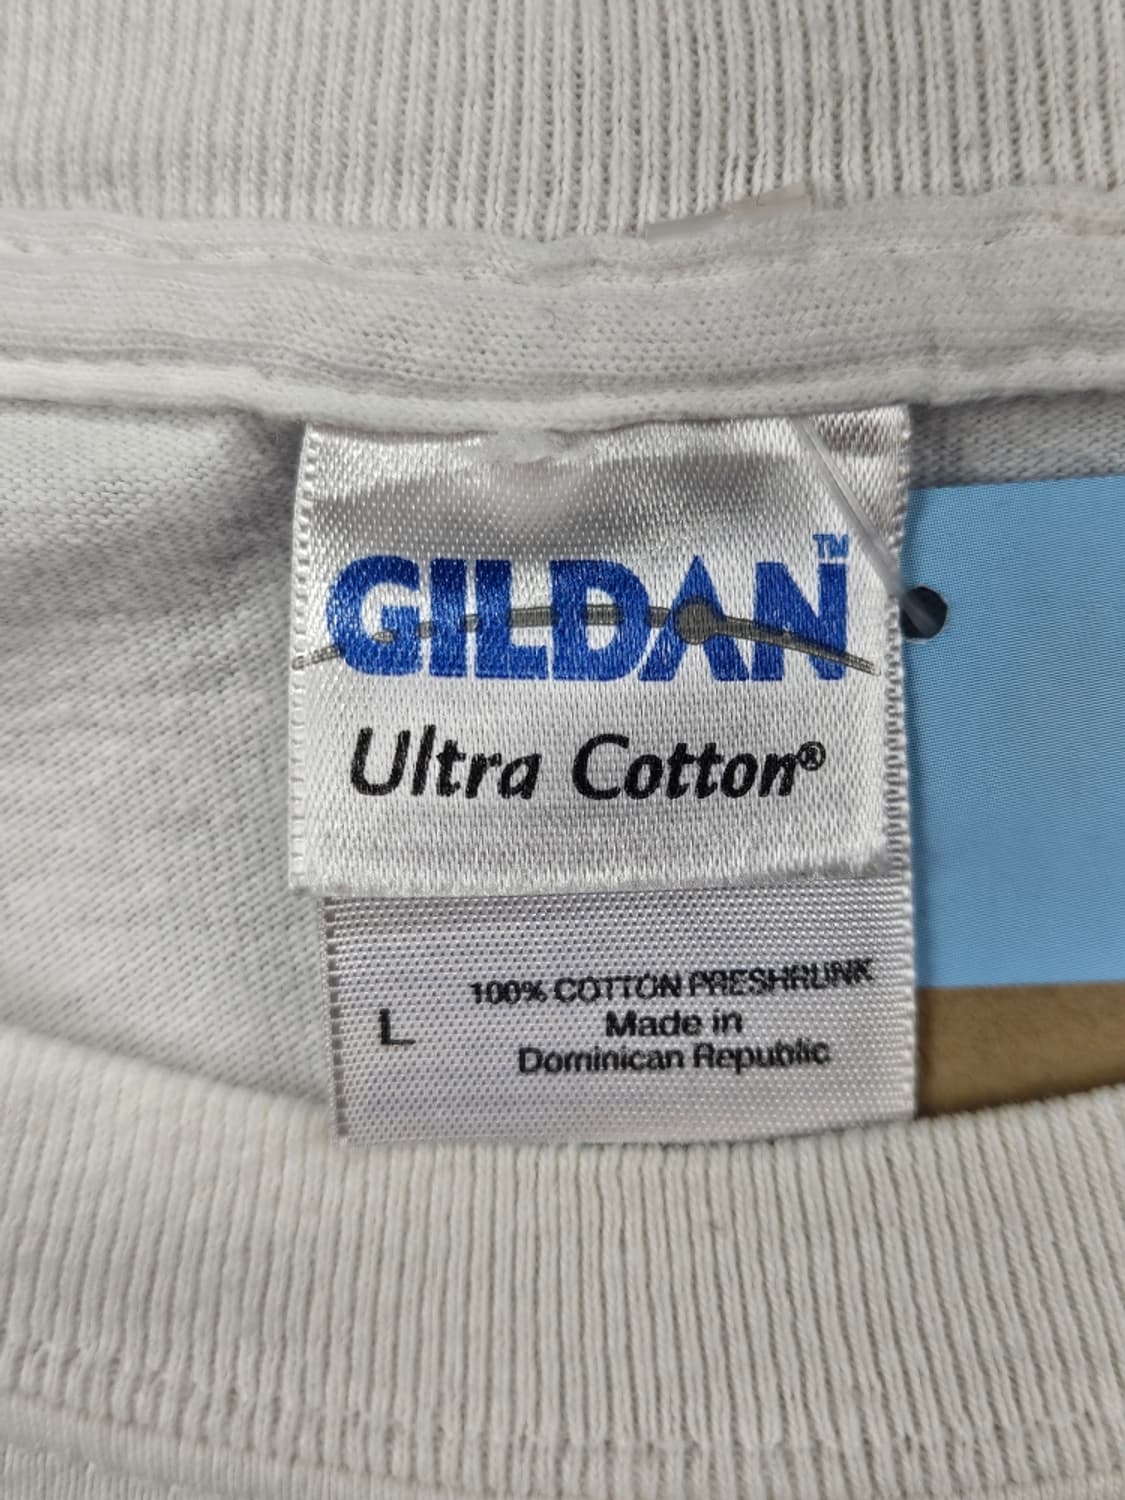 GILDAN™
Ultra Cotton®
100% COTTON PRESHRUNK
L
Made in
Dominican Republic